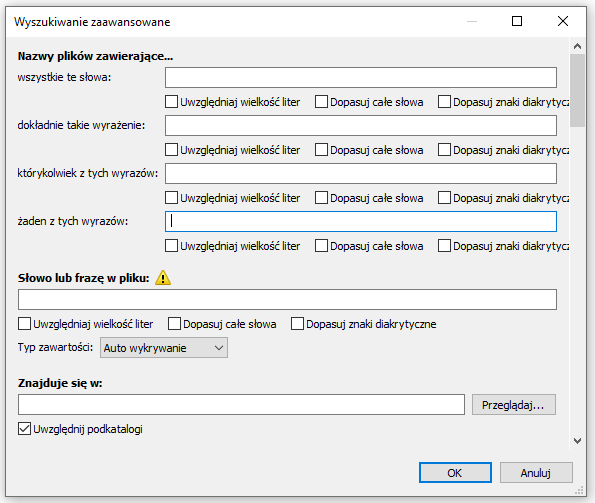 Wyszukiwanie zaawansowane
Nazwy plików zawierające...
wszystkie te słowa:
Uwzględniaj wielkość liter Dopasuj całe słowa Dopasuj znaki diakrytycz
dokładnie takie wyrażenie:
Uwzględniaj wielkość liter Dopasuj całe słowa Dopasuj znaki diakrytycz
którykolwiek z tych wyrazów:
Uwzględniaj wielkość liter Dopasuj całe słowa Dopasuj znaki diakrytycz
żaden z tych wyrazów:
Uwzględniaj wielkość liter Dopasuj całe słowa Dopasuj znaki diakrytycz
Słowo lub frazę w pliku:
Uwzględniaj wielkość liter Dopasuj całe słowa Dopasuj znaki diakrytyczne
Typ zawartości: Auto wykrywanie
Znajduje się w:
Przeglądaj...
Uwzględnij podkatalogi
OK Anuluj